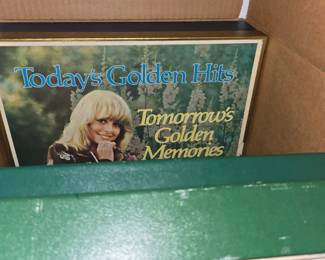 Today's Golden Hits
Tomorrow's
Golden
Memories